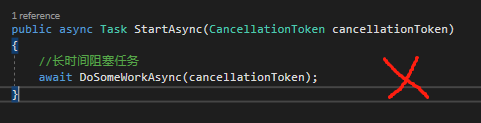 1 reference
public async Task StartAsync(CancellationToken cancellationToken)
{
//长时间阻塞任务
await DoSomeWorkAsync(cancellationToken);
}